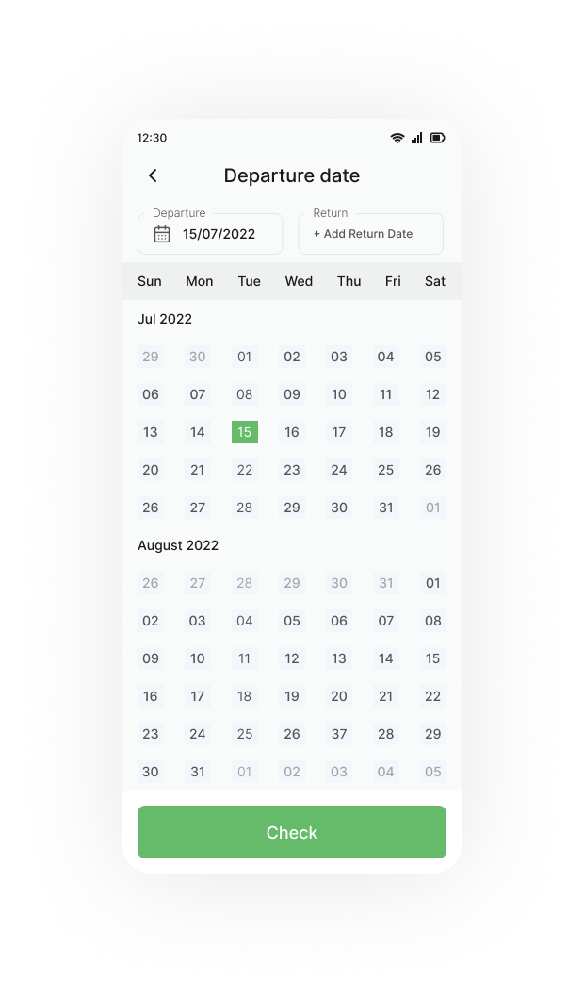 12:30
Departure date
Departure Return
15/07/2022 + Add Return Date
Sun Mon Tue Wed Thu Fri Sat
Jul 2022
29 30 01 02 03 04 05
06 07 08 09 10 11 12
13 14 15 16 17 18 19
20 21 22 23 24 25 26
26 27 28 29 30 31 01
August 2022
26 27 28 29 30 31 01
02 03 04 05 06 07 08
09 10 11 12 13 14 15
16 17 18 19 20 21 22
23 24 25 26 37 28 29
30 31 01 02 03 04 05
Check